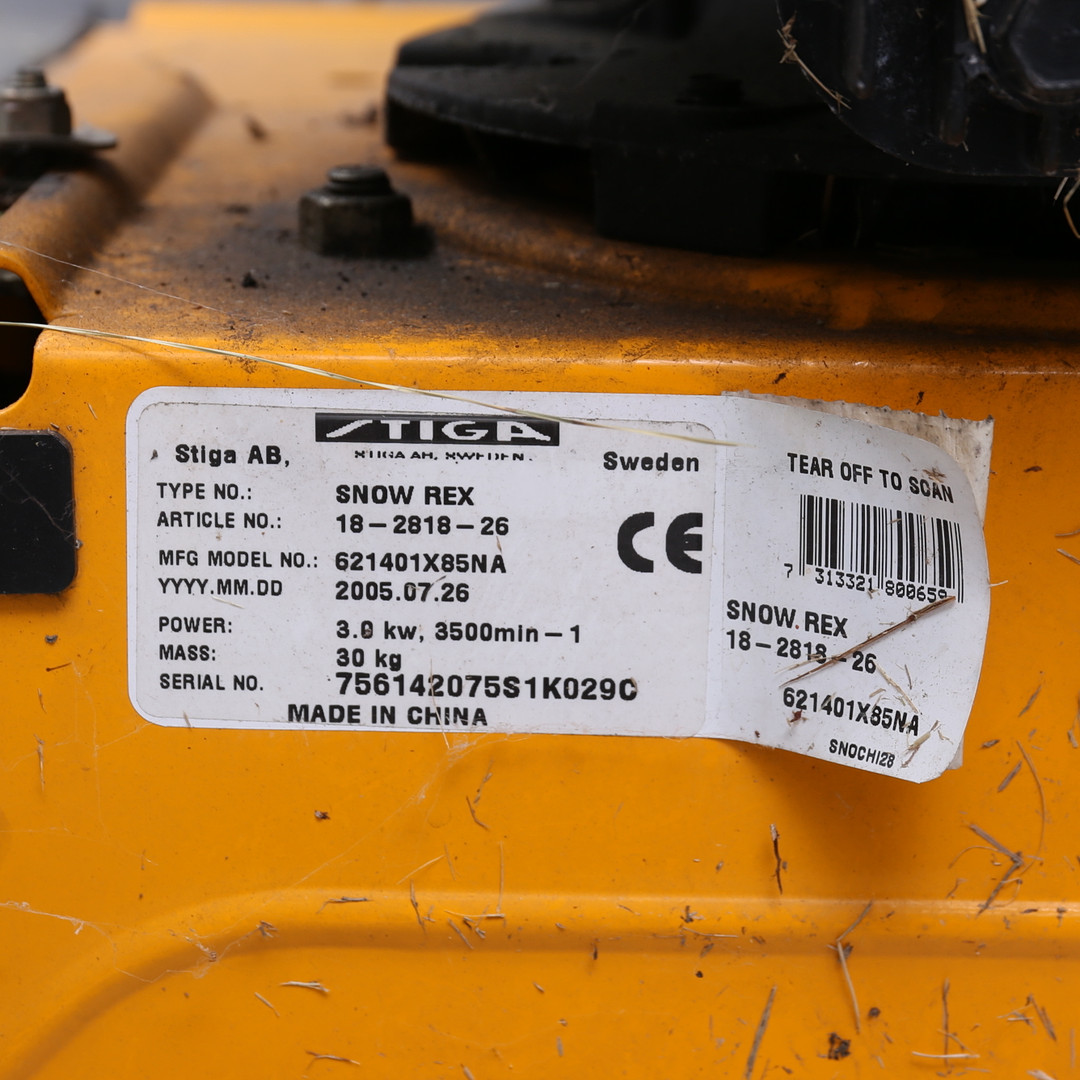 STIGA
STIGA AB, SWEDEN.
Stiga AB,
Sweden
TYPE NO.: SNOW REX
ARTICLE NO.: 18-2818-26
MFG MODEL NO.: 621401X85NA
YYYY.MM.DD 2005.07.26
POWER: 3.0 kw, 3500min-1
MASS: 30 kg
SERIAL NO. 756142075S1K029C
MADE IN CHINA
CE
TEAR OFF TO SCAN
7 313321 800659
SNOW REX
18-2818-26
621401X85NA
SNOCHI28